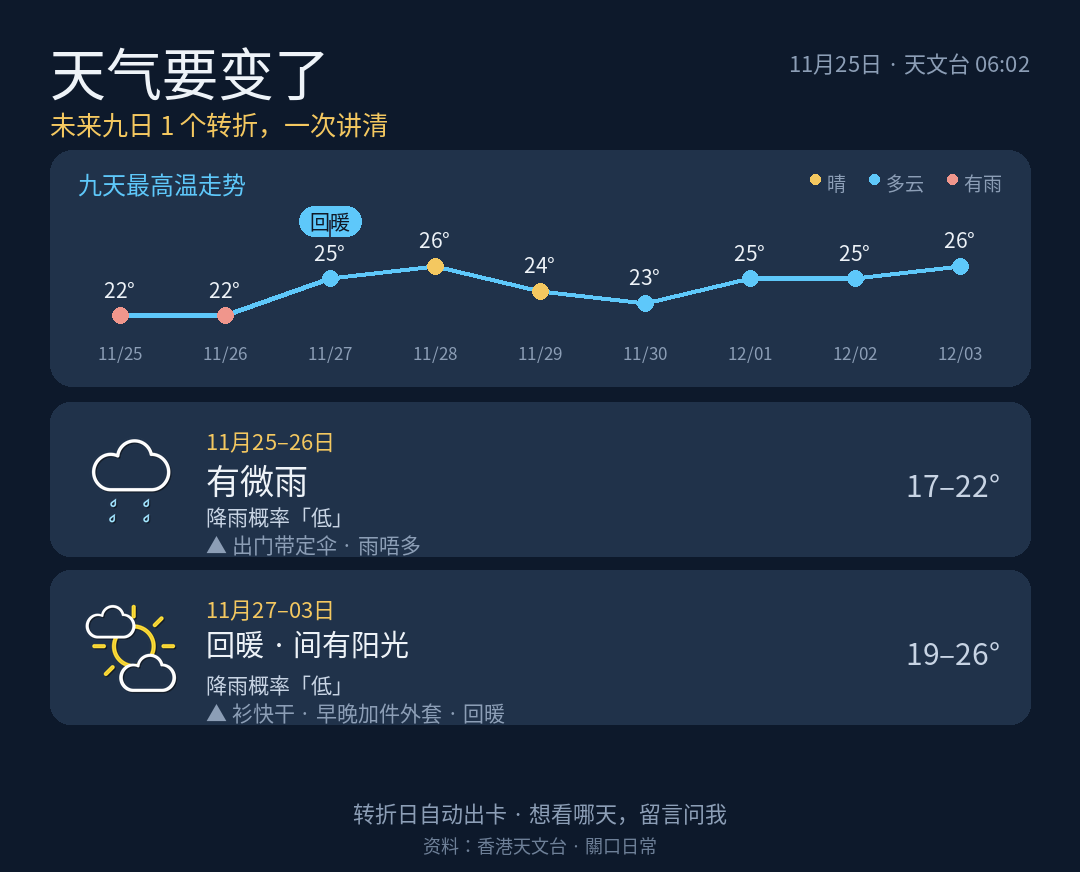 天气要变了
11月25日 · 天文台 06:02
未来九日 1 个转折，一次讲清
九天最高温走势
晴 多云 有雨
回暖
22° 22° 25° 26° 24° 23° 25° 25° 26°
11/25 11/26 11/27 11/28 11/29 11/30 12/01 12/02 12/03
11月25–26日
有微雨
17–22°
降雨概率「低」
▲ 出门带定伞 · 雨唔多
11月27–03日
回暖 · 间有阳光
19–26°
降雨概率「低」
▲ 衫快干 · 早晚加件外套 · 回暖
转折日自动出卡 · 想看哪天，留言问我
资料：香港天文台 · 關口日常